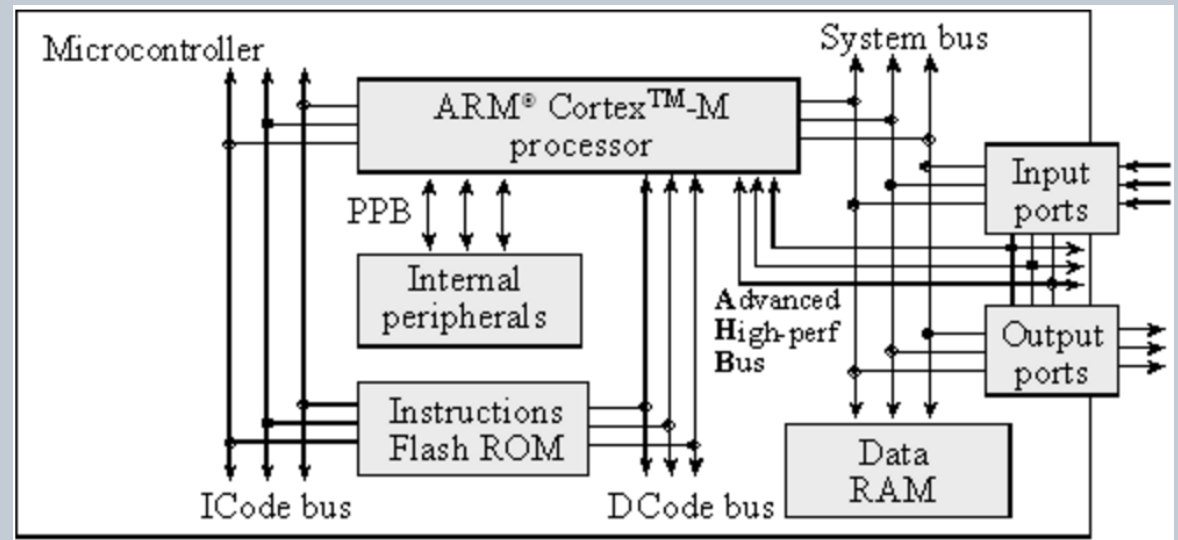 Microcontroller
System bus
ARM® Cortex™-M
processor
Input
ports
PPB
Internal
peripherals
Advanced
High-perf
Bus
Output
ports
Instructions
Flash ROM
Data
RAM
ICode bus
DCode bus